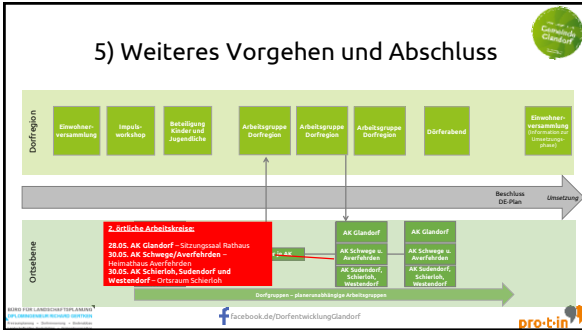 5) Weiteres Vorgehen und Abschluss
Gemeinde
Glandorf
Dorfregion
Einwohner-
versammlung
Impuls-
workshop
Beteiligung
Kinder und
Jugendliche
Arbeitsgruppe
Dorfregion
Arbeitsgruppe
Dorfregion
Arbeitsgruppe
Dorfregion
Dörferabend
Einwohner-
versammlung
(Information zur
Umsetzungs-
phase)
Beschluss
DE-Plan
Umsetzung
Ortsebene
2. örtliche Arbeitskreise:
28.05. AK Glandorf – Sitzungssaal Rathaus
30.05. AK Schwege/Averfehrden –
Heimathaus Averfehrden
30.05. AK Schierloh, Sudendorf und
Westendorf – Ortsraum Schierloh
AK
AK Glandorf
AK Schwege u.
Averfehrden
AK Sudendorf,
Schierloh,
Westendorf
AK Glandorf
AK Schwege u.
Averfehrden
AK Sudendorf,
Schierloh,
Westendorf
Dorfgruppen – planerunabhängige Arbeitsgruppen
BÜRO FÜR LANDSCHAFTSPLANUNG
DIPLOMINGENIEUR RICHARD GERTKEN
facebook.de/DorfentwicklungGlandorf
pro-t-in